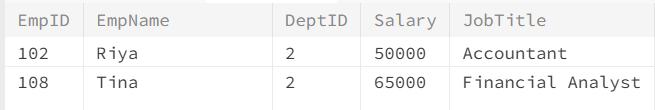 EmpID EmpName DeptID Salary JobTitle
102 Riya 2 50000 Accountant
108 Tina 2 65000 Financial Analyst